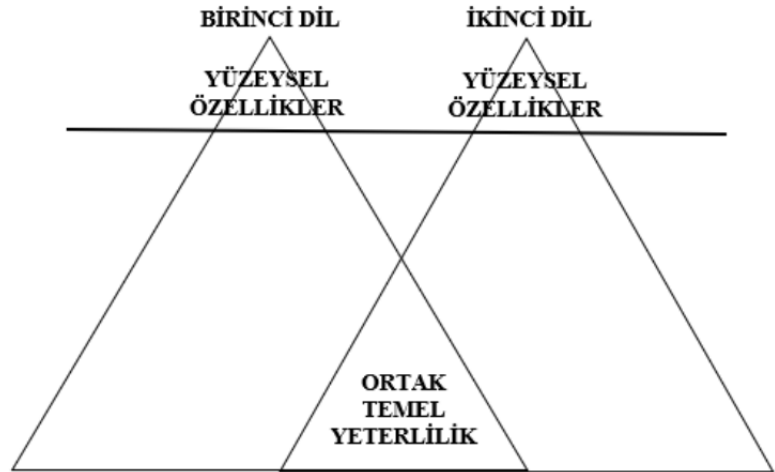 BİRİNCİ DİL
İKİNCİ DİL
YÜZEYSEL
ÖZELLİKLER
YÜZEYSEL
ÖZELLİKLER
ORTAK
TEMEL
YETERLİLİK